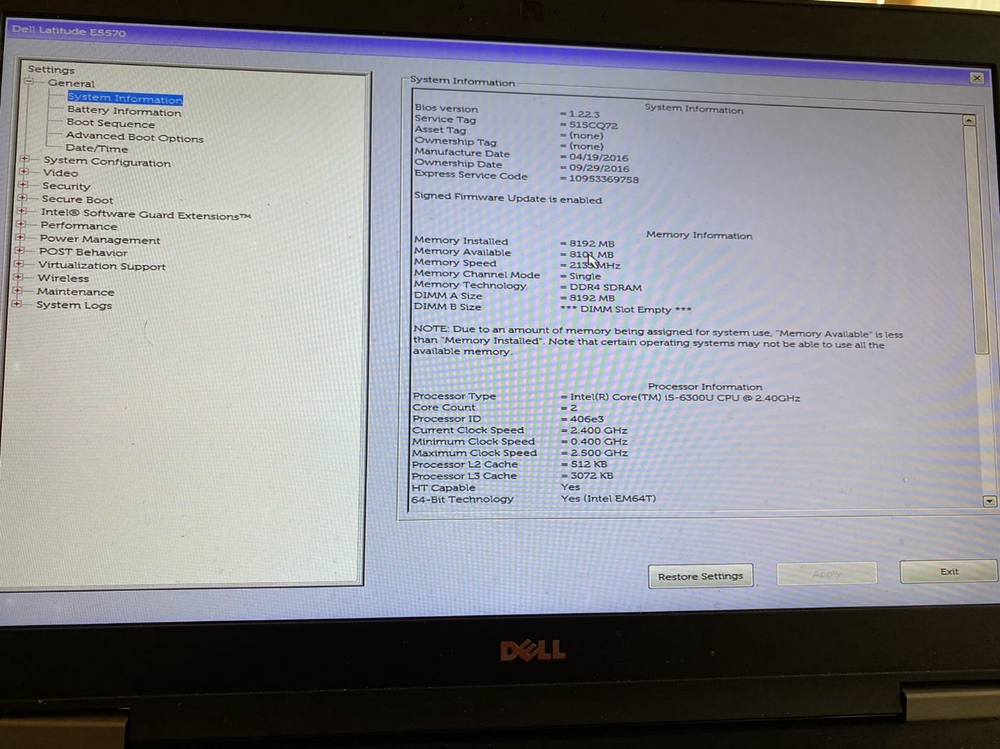 Dell Latitude E5570
Settings
General
System Information
Battery Information
Boot Sequence
Advanced Boot Options
Date/Time
System Configuration
Video
Security
Secure Boot
Intel® Software Guard Extensions™
Performance
Power Management
POST Behavior
Virtualization Support
Wireless
Maintenance
System Logs
System Information
System Information
Bios version = 1.22.3
Service Tag = 515CQ72
Asset Tag = (none)
Ownership Tag = (none)
Manufacture Date = 04/19/2016
Ownership Date = 09/29/2016
Express Service Code = 10953369758
Signed Firmware Update is enabled
Memory Information
Memory Installed = 8192 MB
Memory Available = 8101 MB
Memory Speed = 2133 MHz
Memory Channel Mode = Single
Memory Technology = DDR4 SDRAM
DIMM A Size = 8192 MB
DIMM B Size *** DIMM Slot Empty ***
NOTE: Due to an amount of memory being assigned for system use, "Memory Available" is less
than "Memory Installed". Note that certain operating systems may not be able to use all the
available memory.
Processor Information
Processor Type = Intel(R) Core(TM) i5-6300U CPU @ 2.40GHz
Core Count = 2
Processor ID = 406e3
Current Clock Speed = 2.400 GHz
Minimum Clock Speed = 0.400 GHz
Maximum Clock Speed = 2.500 GHz
Processor L2 Cache = 512 KB
Processor L3 Cache = 3072 KB
HT Capable Yes
64-Bit Technology Yes (Intel EM64T)
Restore Settings
Apply
Exit
DELL